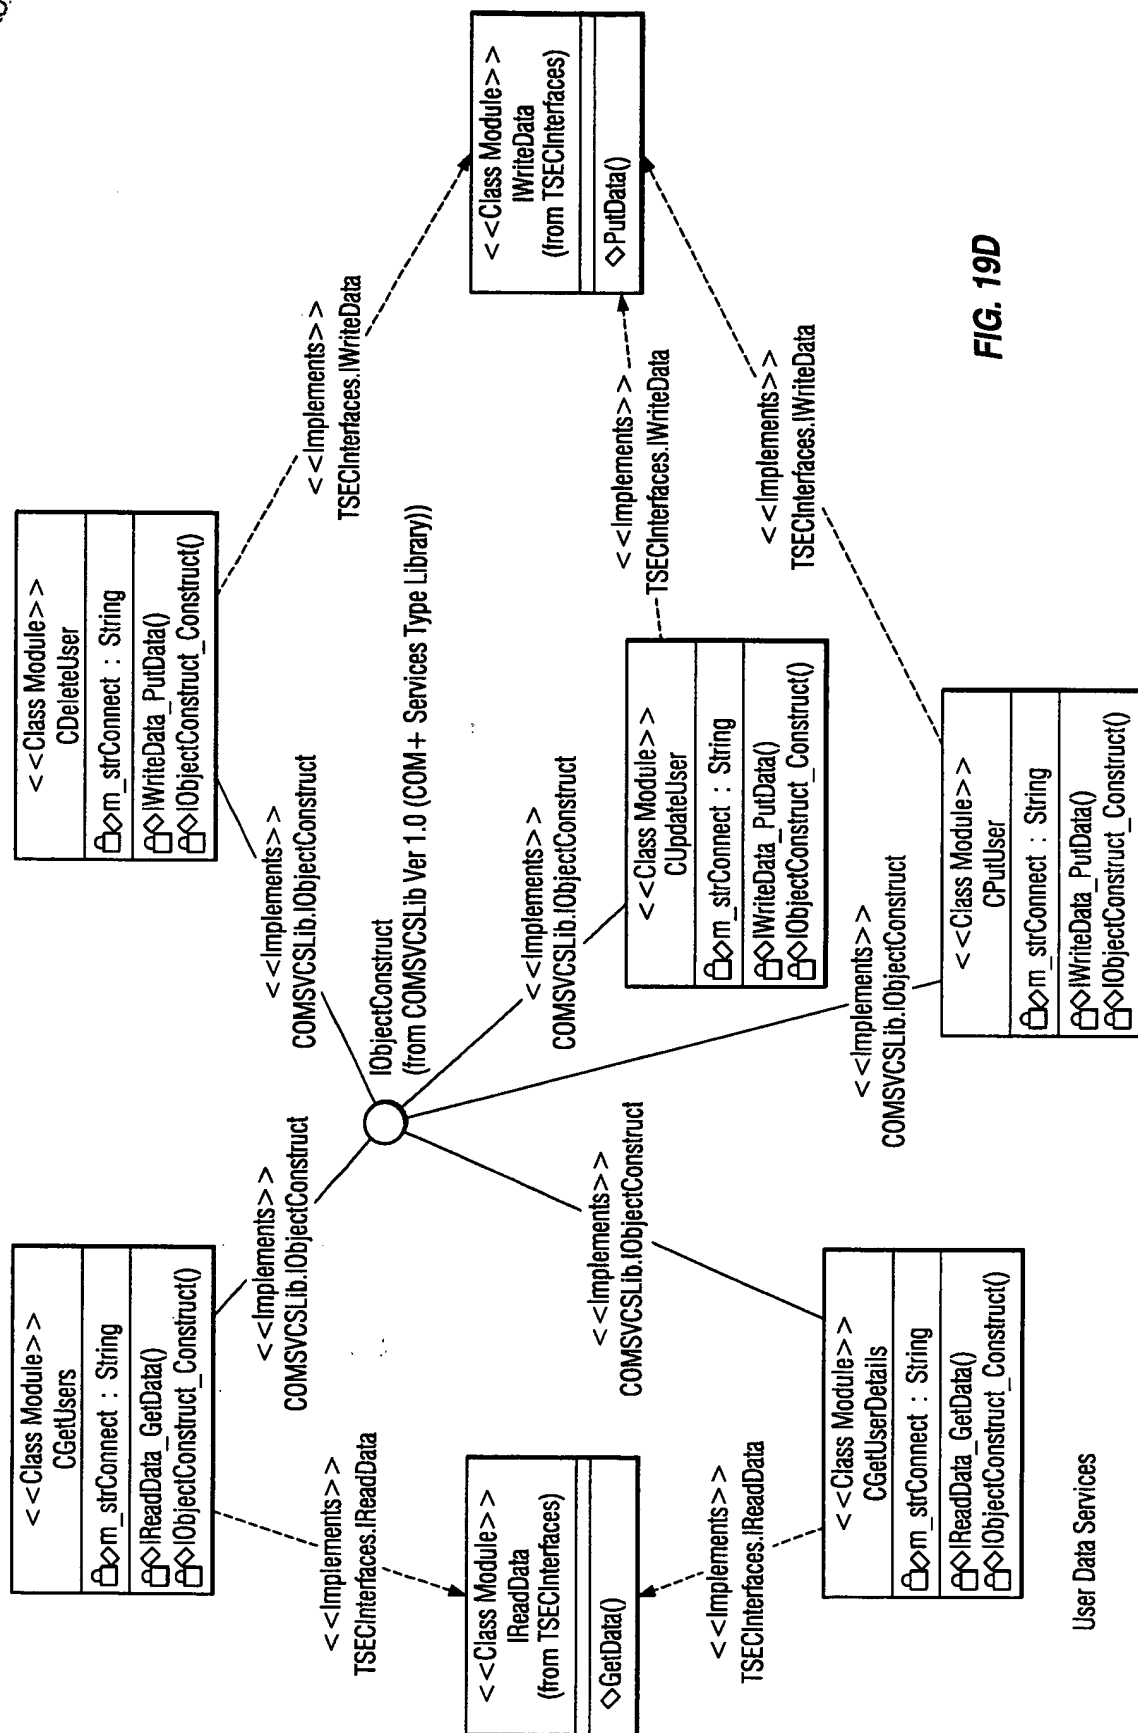 <<Class Module>>
CGetUsers
m_strConnect : String
IReadData_GetData()
IObjectConstruct_Construct()
<<Class Module>>
CDeleteUser
m_strConnect : String
IWriteData_PutData()
IObjectConstruct_Construct()
<<Implements>>
TSECInterfaces.IReadData
<<Implements>>
COMSVCSLib.IObjectConstruct
<<Implements>>
COMSVCSLib.IObjectConstruct
<<Implements>>
TSECInterfaces.IWriteData
IObjectConstruct
(from COMSVCSLib Ver 1.0 (COM+ Services Type Library))
<<Class Module>>
IReadData
(from TSECInterfaces)
GetData()
<<Class Module>>
IWriteData
(from TSECInterfaces)
PutData()
<<Implements>>
COMSVCSLib.IObjectConstruct
<<Implements>>
COMSVCSLib.IObjectConstruct
<<Implements>>
TSECInterfaces.IWriteData
<<Class Module>>
CUpdateUser
m_strConnect : String
IWriteData_PutData()
IObjectConstruct_Construct()
<<Implements>>
TSECInterfaces.IReadData
<<Implements>>
TSECInterfaces.IWriteData
<<Class Module>>
CGetUserDetails
m_strConnect : String
IReadData_GetData()
IObjectConstruct_Construct()
<<Implements>>
COMSVCSLib.IObjectConstruct
<<Class Module>>
CPutUser
m_strConnect : String
IWriteData_PutData()
IObjectConstruct_Construct()
User Data Services
FIG. 19D